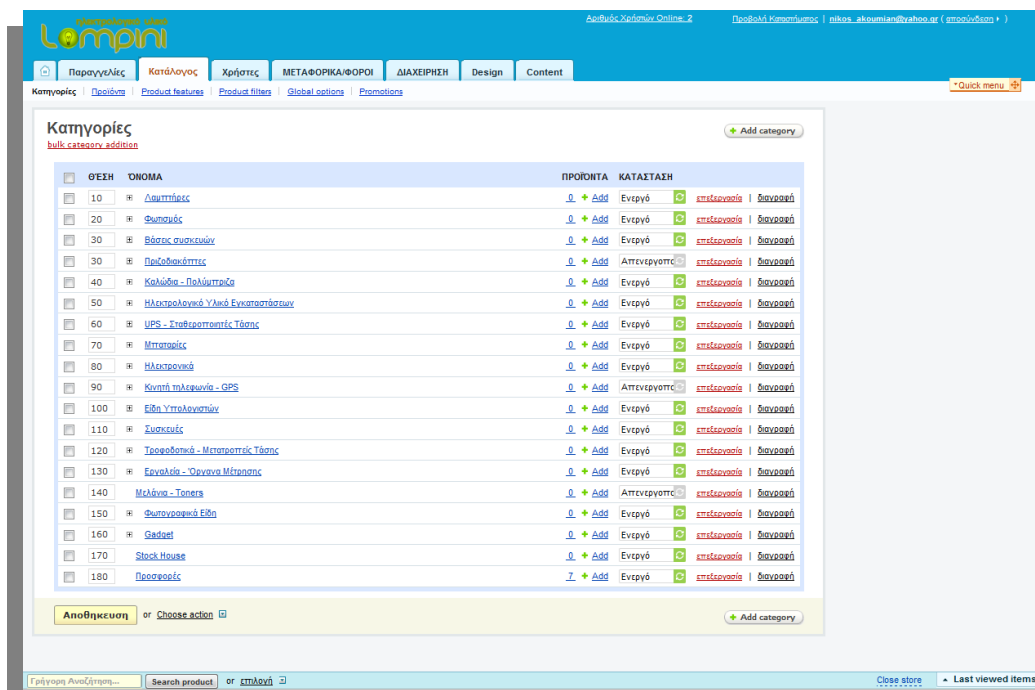 ηλεκτρολογικό υλικό
Lompini
Αριθμός Χρήστών Online: 2
Προβολή Καταστήματος | nikos_akoumian@yahoo.gr ( αποσύνδεση )
Παραγγελίες Κατάλογος Χρήστες ΜΕΤΑΦΟΡΙΚΑ/ΦΟΡΟΙ ΔΙΑΧΕΙΡΗΣΗ Design Content
Κατηγορίες | Προϊόντα | Product features | Product filters | Global options | Promotions
Quick menu
Κατηγορίες
bulk category addition
+ Add category
ΘΈΣΗ ΌΝΟΜΑ ΠΡΟΪΌΝΤΑ ΚΑΤΑΣΤΑΣΗ
10 Λαμπτήρες 0 + Add Ενεργό επεξεργασία | διαγραφή
20 Φωτισμός 0 + Add Ενεργό επεξεργασία | διαγραφή
30 Βάσεις συσκευών 0 + Add Ενεργό επεξεργασία | διαγραφή
30 Πριζοδιακόπτες 0 + Add Απενεργοπο επεξεργασία | διαγραφή
40 Καλώδια - Πολύμπριζα 0 + Add Ενεργό επεξεργασία | διαγραφή
50 Ηλεκτρολογικό Υλικό Εγκαταστάσεων 0 + Add Ενεργό επεξεργασία | διαγραφή
60 UPS - Σταθεροποιητές Τάσης 0 + Add Ενεργό επεξεργασία | διαγραφή
70 Μπαταρίες 0 + Add Ενεργό επεξεργασία | διαγραφή
80 Ηλεκτρονικά 0 + Add Ενεργό επεξεργασία | διαγραφή
90 Κινητή τηλεφωνία - GPS 0 + Add Απενεργοπο επεξεργασία | διαγραφή
100 Είδη Υπολογιστών 0 + Add Ενεργό επεξεργασία | διαγραφή
110 Συσκευές 0 + Add Ενεργό επεξεργασία | διαγραφή
120 Τροφοδοτικά - Μετατροπείς Τάσης 0 + Add Ενεργό επεξεργασία | διαγραφή
130 Εργαλεία - Όργανα Μέτρησης 0 + Add Ενεργό επεξεργασία | διαγραφή
140 Μελάνια - Toners 0 + Add Απενεργοπο επεξεργασία | διαγραφή
150 Φωτογραφικά Είδη 0 + Add Ενεργό επεξεργασία | διαγραφή
160 Gadget 0 + Add Ενεργό επεξεργασία | διαγραφή
170 Stock House 0 + Add Ενεργό επεξεργασία | διαγραφή
180 Προσφορές 7 + Add Ενεργό επεξεργασία | διαγραφή
Αποθηκευση or Choose action
+ Add category
Γρήγορη Αναζήτηση... Search product or επιλογή
Close store Last viewed items